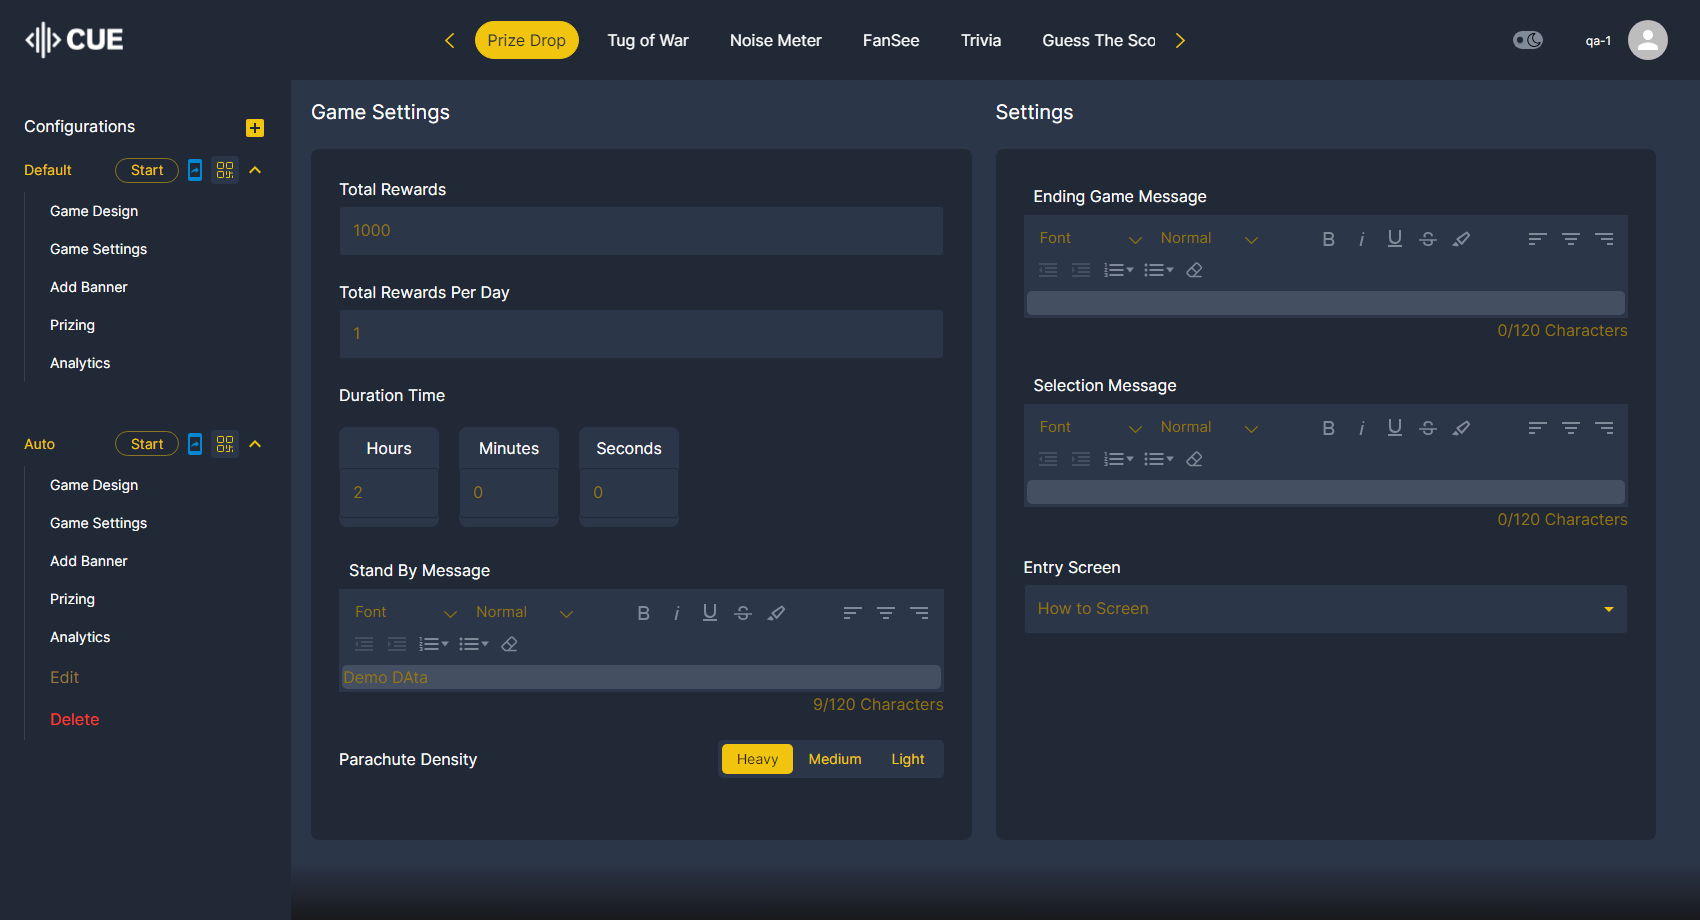 CUE
Prize Drop
Tug of War
Noise Meter
FanSee
Trivia
Guess The Sco
qa-1
Configurations
Default
Start
Game Design
Game Settings
Add Banner
Prizing
Analytics
Auto
Start
Game Design
Game Settings
Add Banner
Prizing
Analytics
Edit
Delete
Game Settings
Total Rewards
1000
Total Rewards Per Day
1
Duration Time
Hours
Minutes
Seconds
2
0
0
Stand By Message
Font
Normal
B
i
U
S
Demo DAta
9/120 Characters
Parachute Density
Heavy
Medium
Light
Settings
Ending Game Message
Font
Normal
B
i
U
S
0/120 Characters
Selection Message
Font
Normal
B
i
U
S
0/120 Characters
Entry Screen
How to Screen